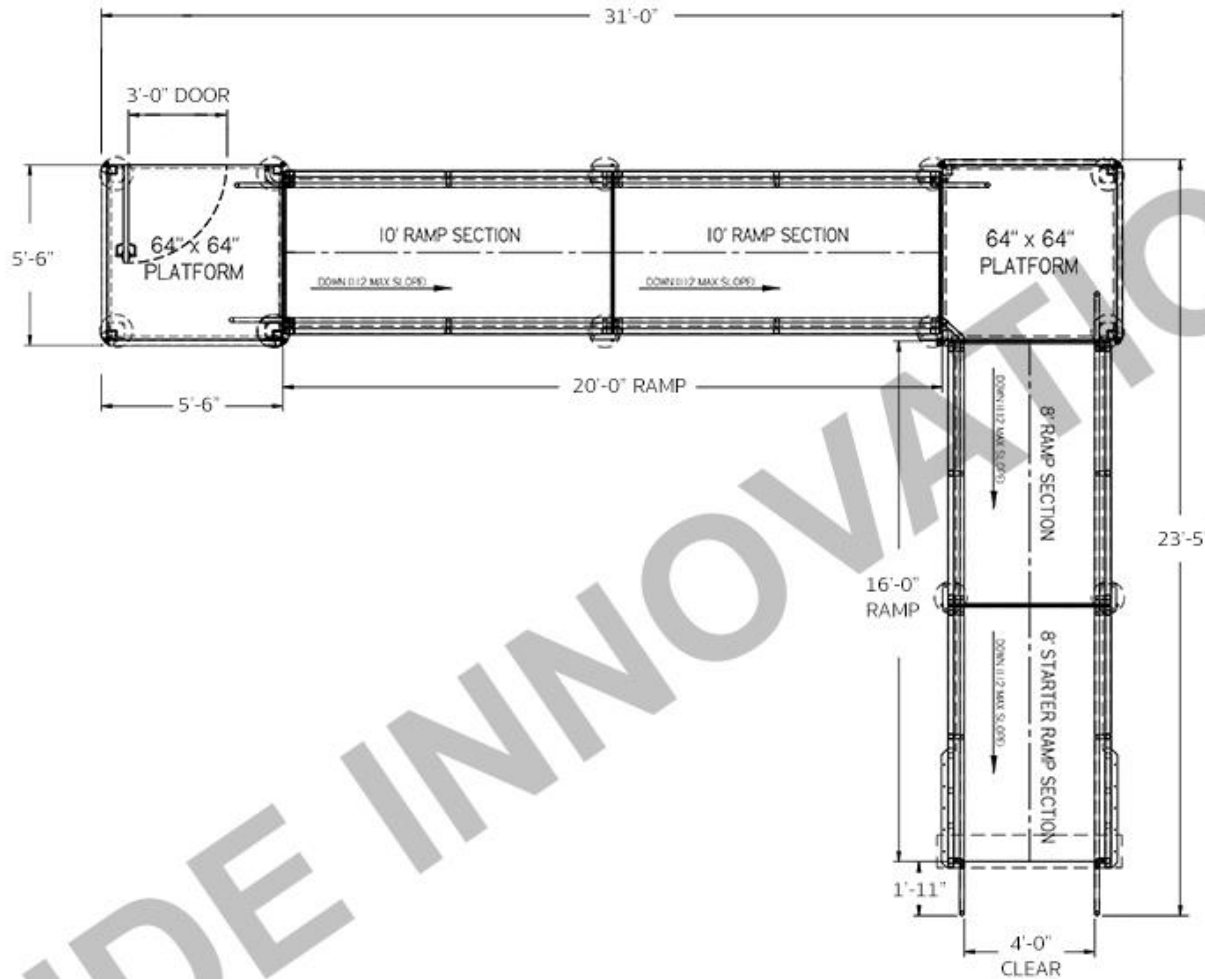 31'-0"
3'-0" DOOR
5'-6"
64" x 64"
PLATFORM
10' RAMP SECTION
DOWN (1:12 MAX SLOPE)
10' RAMP SECTION
DOWN (1:12 MAX SLOPE)
64" x 64"
PLATFORM
5'-6"
20'-0" RAMP
DOWN (1:12 MAX SLOPE)
8' RAMP SECTION
23'-5"
16'-0"
RAMP
DOWN (1:12 MAX SLOPE)
8' STARTER RAMP SECTION
1'-11"
4'-0"
CLEAR
IDE INNOVATIO